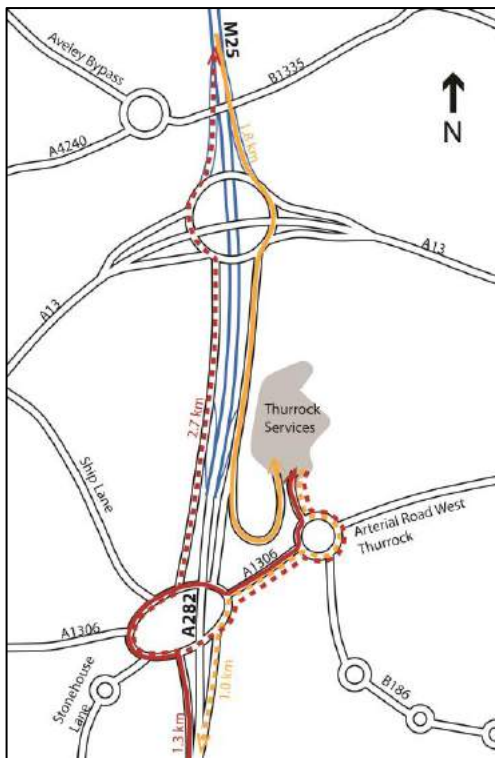 M25
Aveley Bypass
B1335
A4240
1.8 km
N
A13
A13
2.7 km
Thurrock
Services
Ship Lane
Arterial Road West
Thurrock
A1306
A282
A1306
Stonehouse
Lane
1.0 km
B186
1.3 km